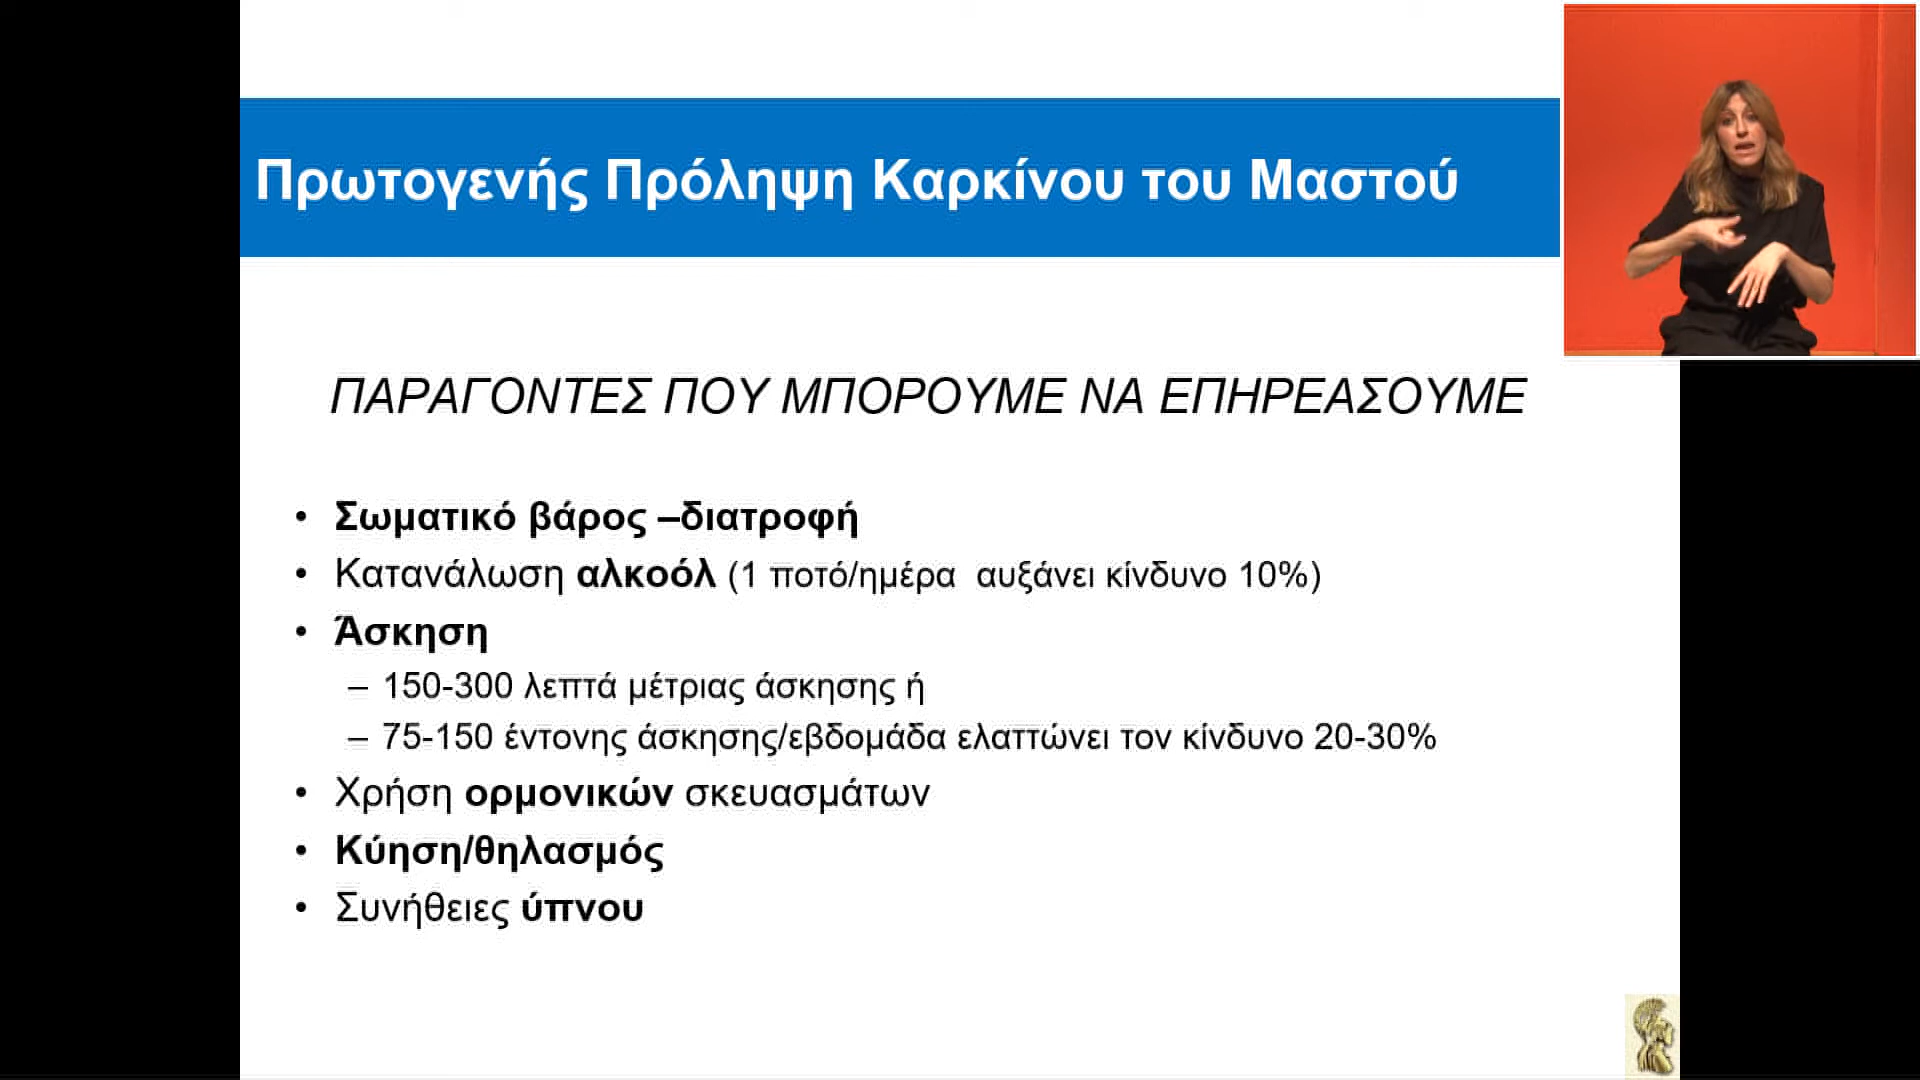 Πρωτογενής Πρόληψη Καρκίνου του Μαστού
ΠΑΡΑΓΟΝΤΕΣ ΠΟΥ ΜΠΟΡΟΥΜΕ ΝΑ ΕΠΗΡΕΑΣΟΥΜΕ
• Σωματικό βάρος –διατροφή
• Κατανάλωση αλκοόλ (1 ποτό/ημέρα αυξάνει κίνδυνο 10%)
• Άσκηση
– 150-300 λεπτά μέτριας άσκησης ή
– 75-150 έντονης άσκησης/εβδομάδα ελαττώνει τον κίνδυνο 20-30%
• Χρήση ορμονικών σκευασμάτων
• Κύηση/θηλασμός
• Συνήθειες ύπνου